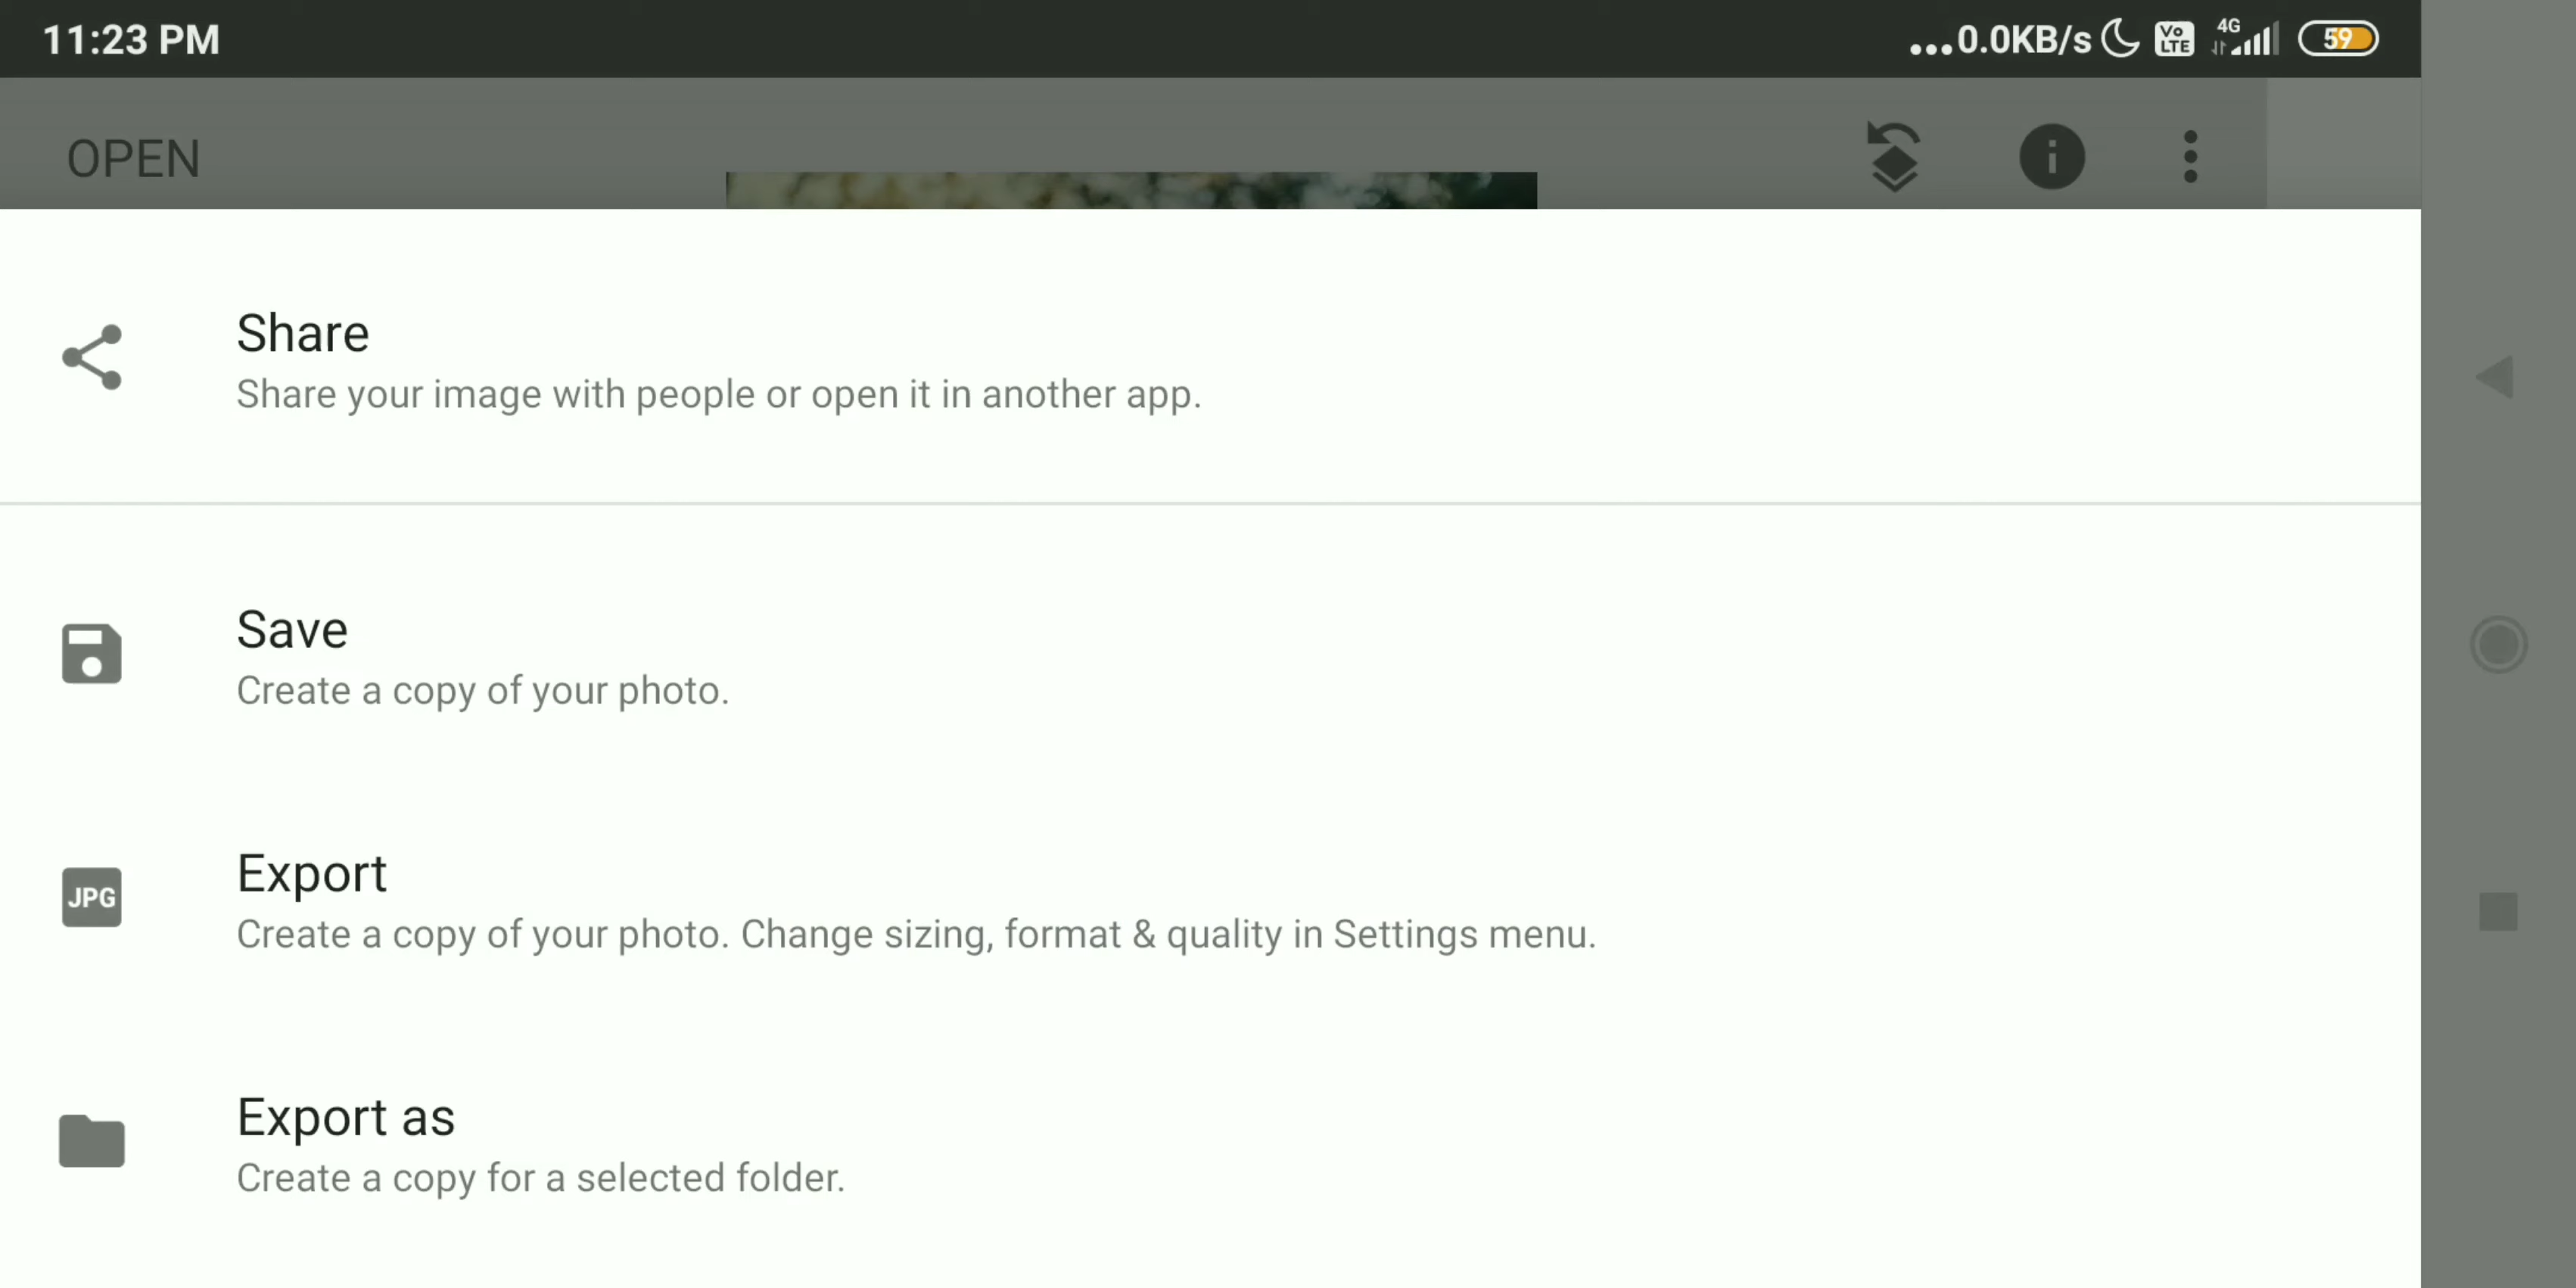 11:23 PM
...0.0KB/s Vo LTE 4G 59
OPEN
Share
Share your image with people or open it in another app.
Save
Create a copy of your photo.
JPG
Export
Create a copy of your photo. Change sizing, format & quality in Settings menu.
Export as
Create a copy for a selected folder.